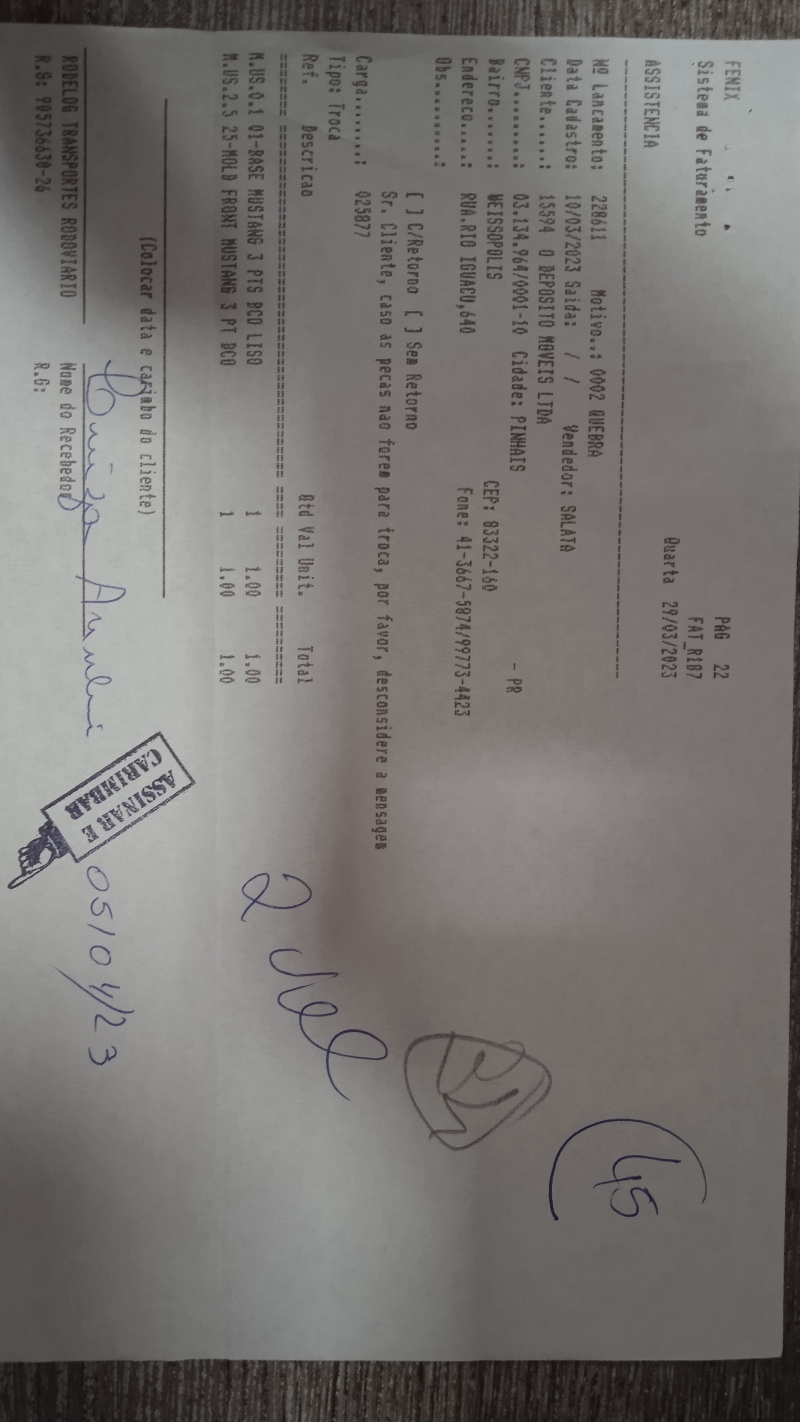 FENIX PAG 22
Sistema de Faturamento FAT_R187
Quarta 29/03/2023
ASSISTENCIA
Nº Lancamento: 228611 Motivo..: 0002 QUEBRA
Data Cadastro: 10/03/2023 Saida: / / Vendedor: SALATA
Cliente......: 15594 O DEPOSITO MOVEIS LTDA
CNPJ.........: 03.134.964/0001-10 Cidade: PINHAIS - PR
Bairro.......: WEISSOPOLIS CEP: 83322-160
Endereco.....: RUA.RIO IGUACU,640 Fone: 41-3667-5874/99773-4423
Obs..........:
[ ] C/Retorno [ ] Sem Retorno
Sr. Cliente, caso as pecas nao forem para troca, por favor, desconsidere a mensagem
Carga........: 025877
Tipo: Troca
Ref. Descricao Qtd Val Unit. Total
M.US.0.1 01-BASE MUSTANG 3 PTS BCO LISO 1 1.00 1.00
M.US.2.5 25-MOLD FRONT MUSTANG 3 PT BCO 1 1.00 1.00
(Colocar data e carimbo do cliente)
RODELOG TRANSPORTES RODOVIARIO Nome do Recebedor
R.G: 905736630-26 R.G:
ASSINAR E
CARIMBAR
05/04/23
2 vol
45